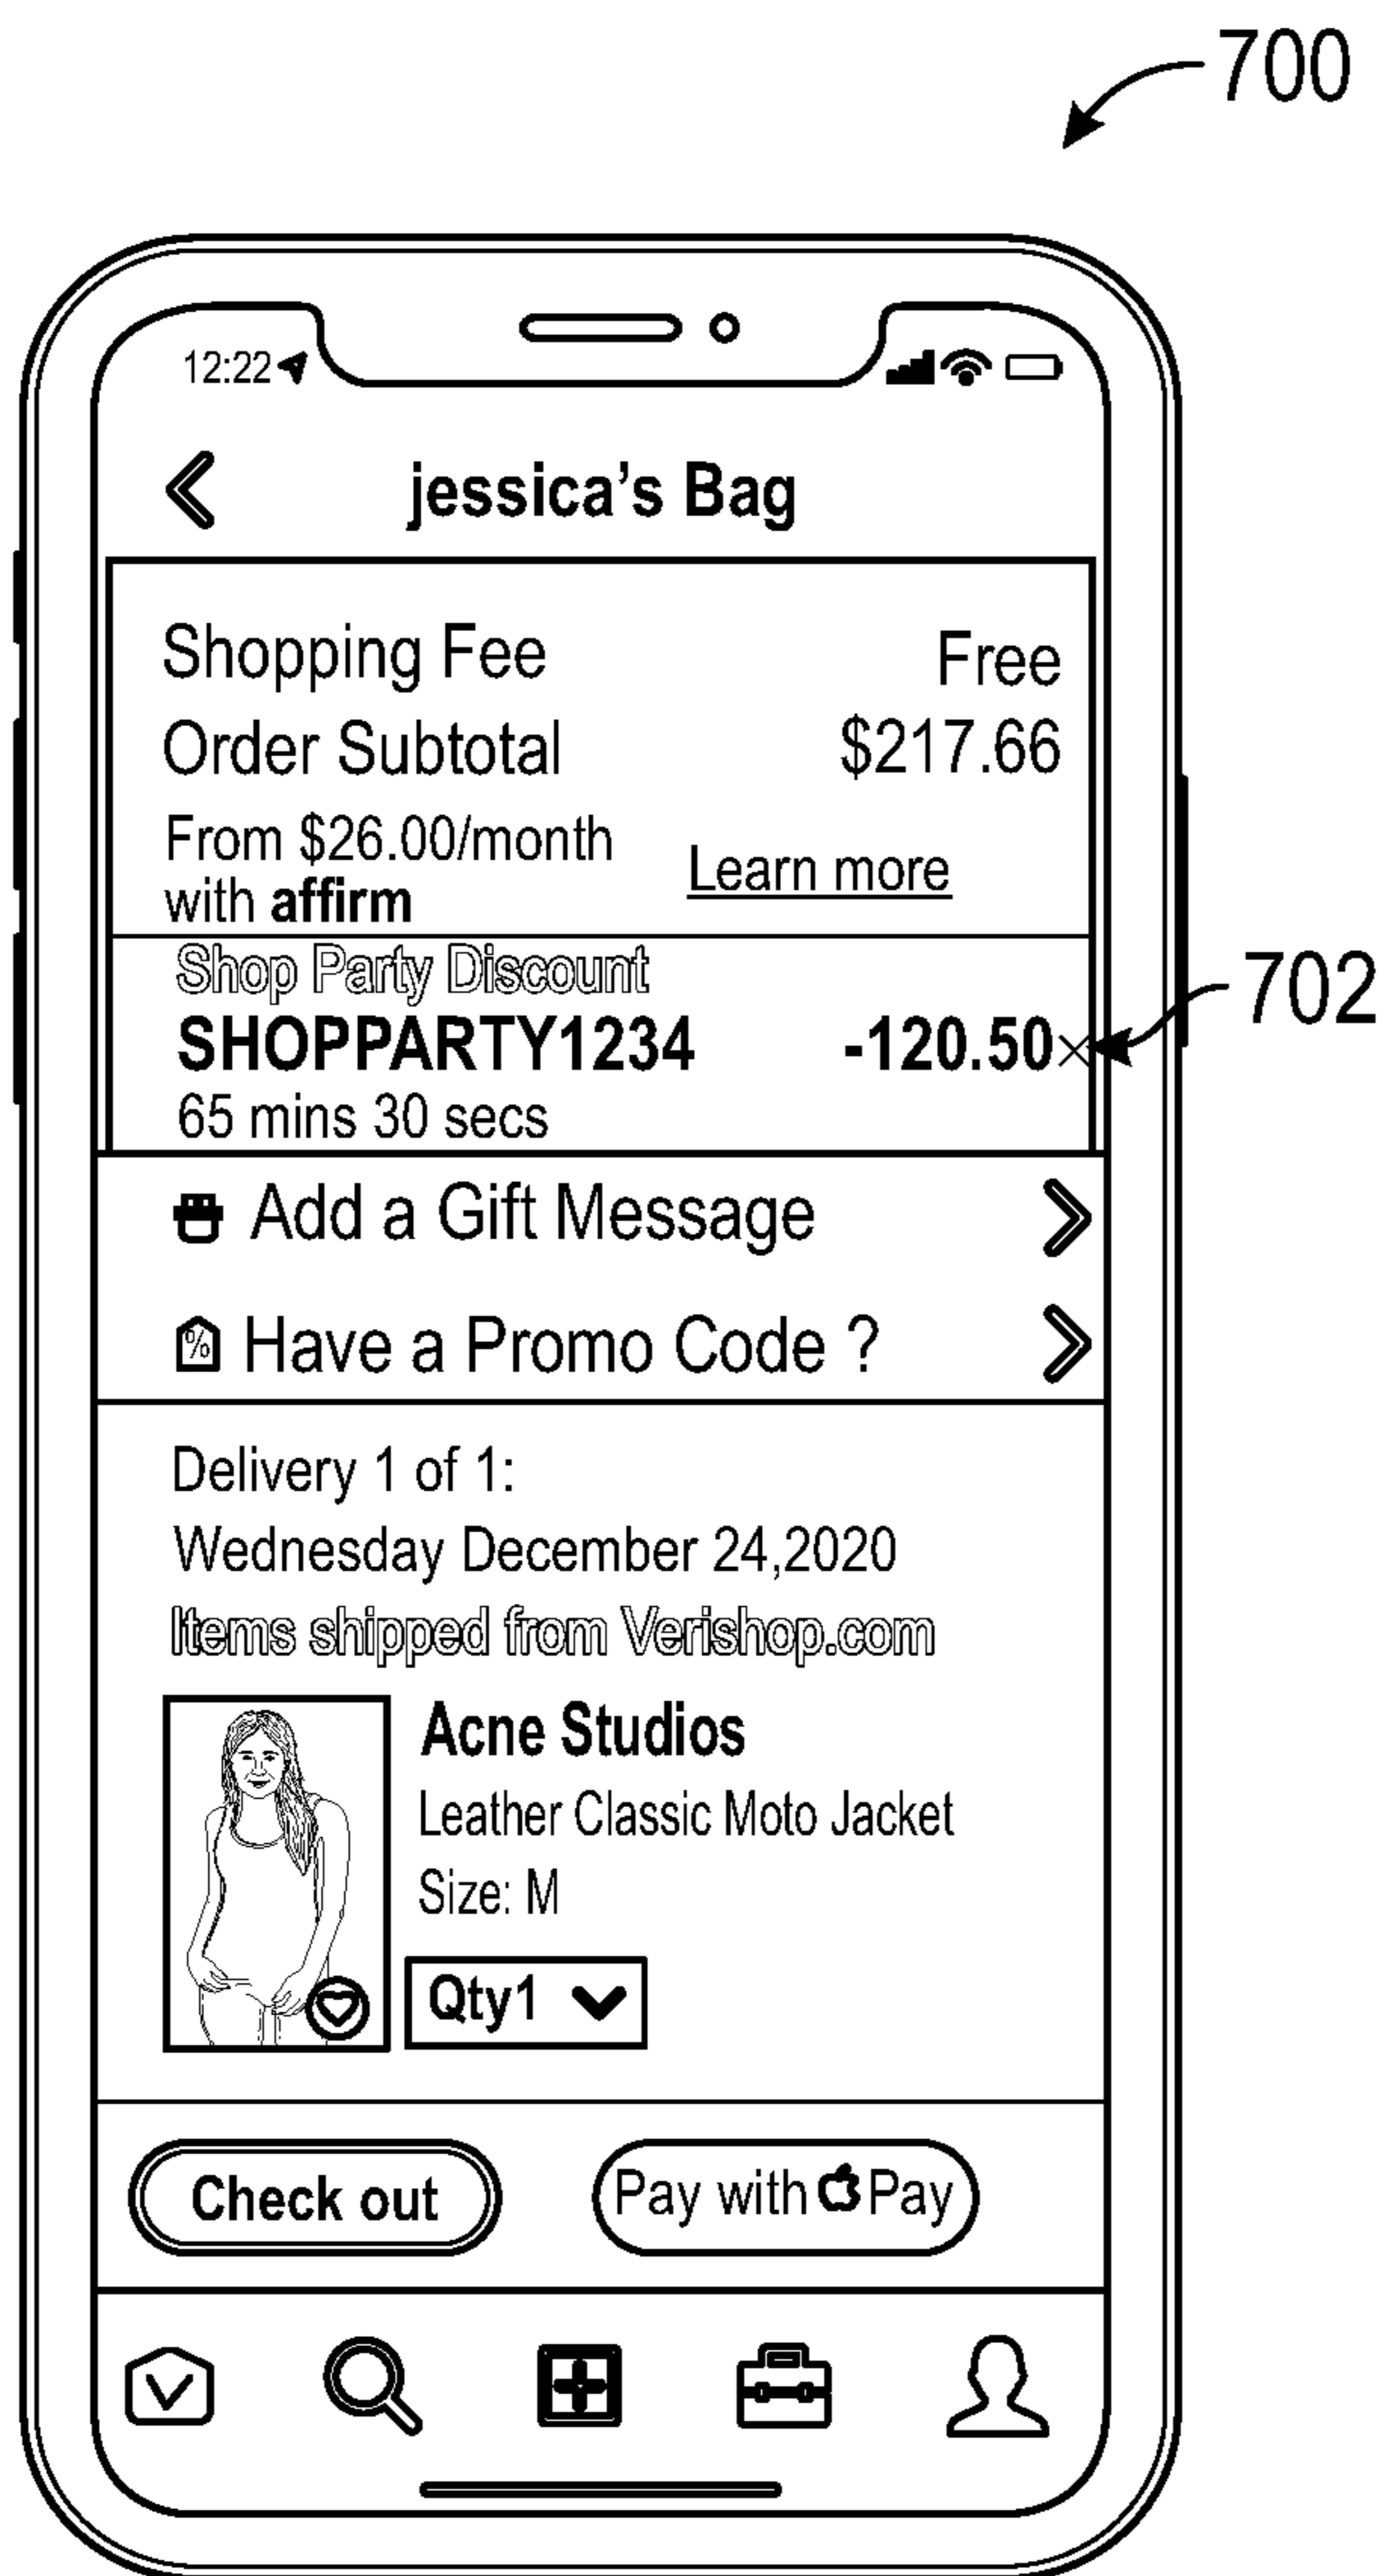 700
12:22
jessica's Bag
Shopping Fee Free
Order Subtotal $217.66
From $26.00/month
with affirm Learn more
Shop Party Discount
SHOPPARTY1234 -120.50×
702
65 mins 30 secs
Add a Gift Message
% Have a Promo Code ?
Delivery 1 of 1:
Wednesday December 24,2020
Items shipped from Verishop.com
Acne Studios
Leather Classic Moto Jacket
Size: M
Qty1
Check out Pay with Pay